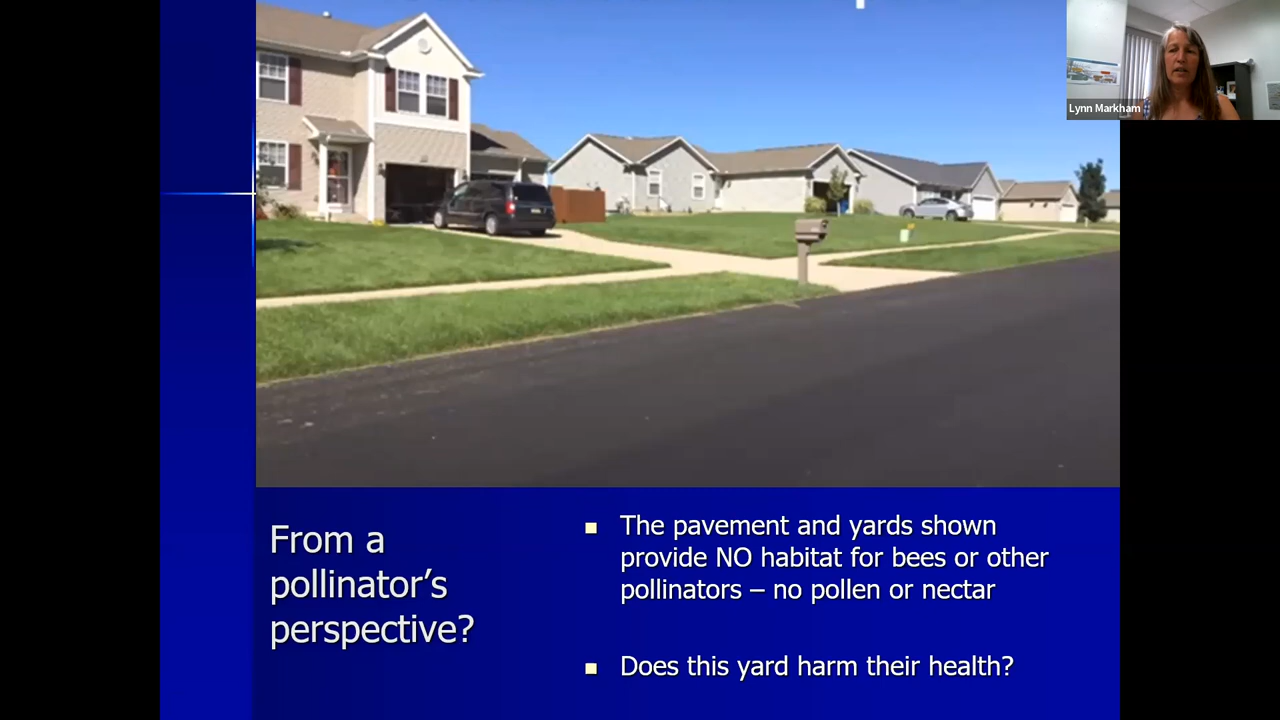 Lynn Markham
From a
pollinator’s
perspective?
■ The pavement and yards shown
provide NO habitat for bees or other
pollinators – no pollen or nectar
■ Does this yard harm their health?